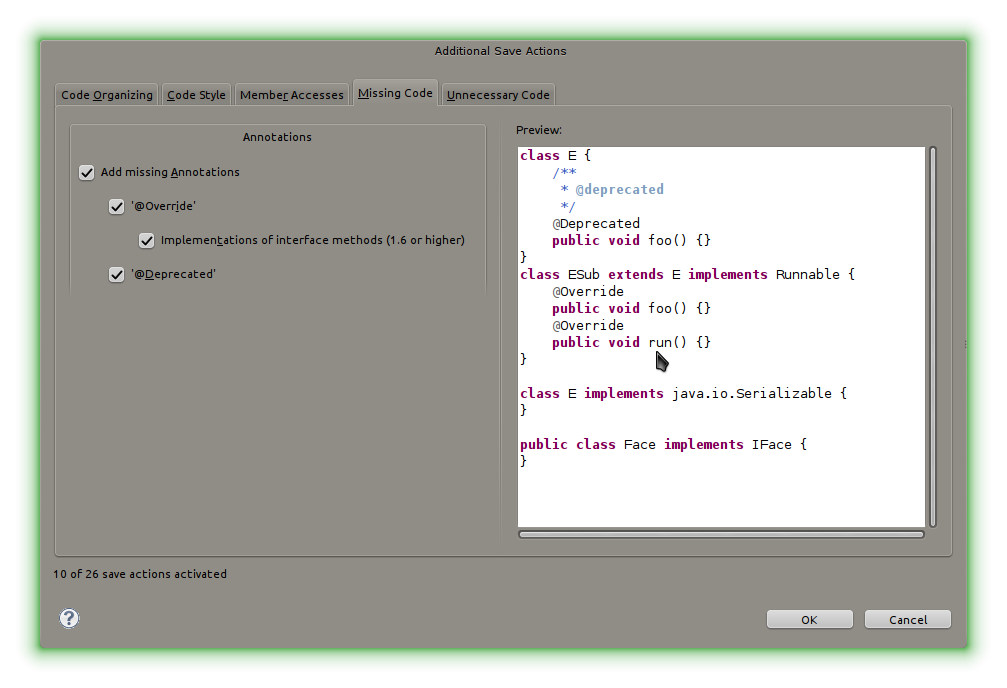 Additional Save Actions
Code Organizing Code Style Member Accesses Missing Code Unnecessary Code
Annotations
Add missing Annotations
'@Override'
Implementations of interface methods (1.6 or higher)
'@Deprecated'
Preview:
class E {
    /**
     * @deprecated
     */
    @Deprecated
    public void foo() {}
}
class ESub extends E implements Runnable {
    @Override
    public void foo() {}
    @Override
    public void run() {}
}

class E implements java.io.Serializable {
}

public class Face implements IFace {
}
10 of 26 save actions activated
?
OK Cancel